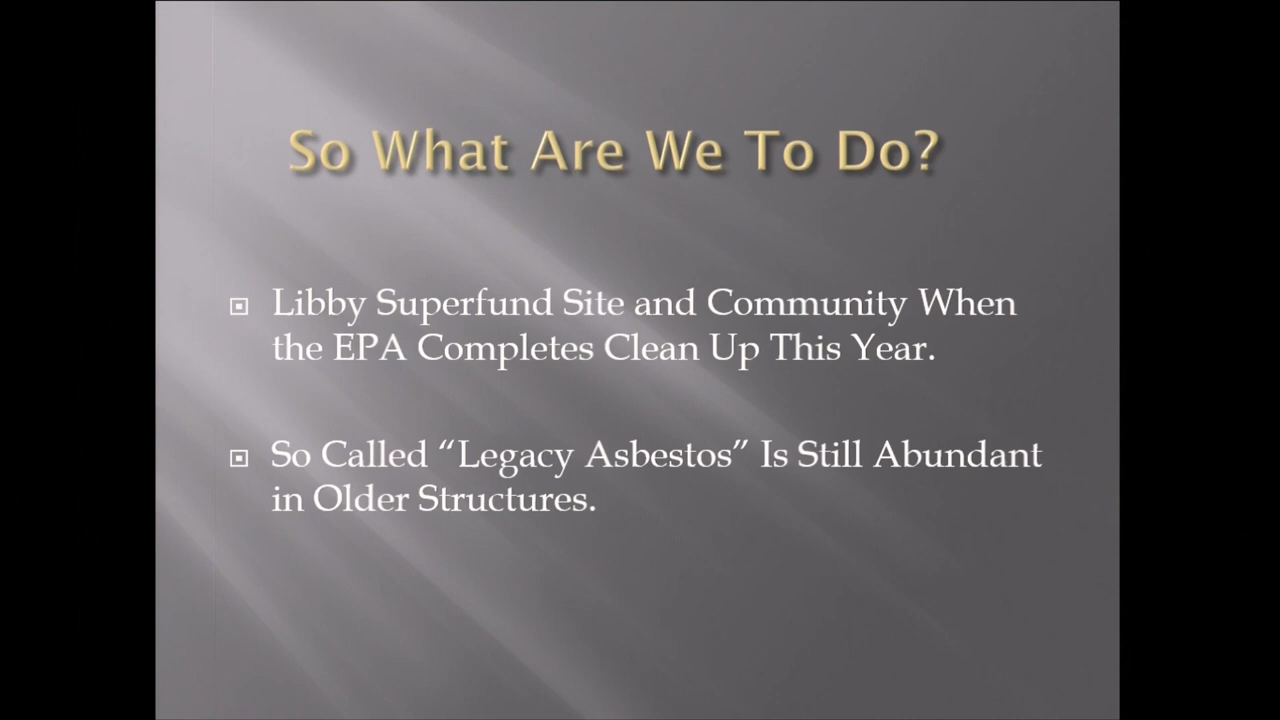 So What Are We To Do?
Libby Superfund Site and Community When
the EPA Completes Clean Up This Year.
So Called “Legacy Asbestos” Is Still Abundant
in Older Structures.